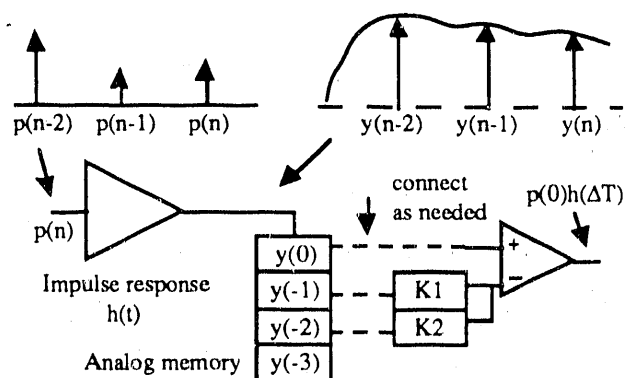 p(n-2) p(n-1) p(n)
y(n-2) y(n-1) y(n)
connect
as needed
p(0)h(ΔT)
p(n)
+
−
Impulse response
h(t)
y(0)
y(-1)
K1
y(-2)
K2
Analog memory
y(-3)